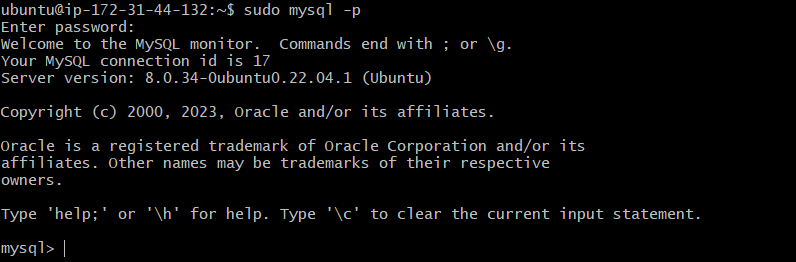 ubuntu@ip-172-31-44-132:~$ sudo mysql -p
Enter password:
Welcome to the MySQL monitor.  Commands end with ; or \g.
Your MySQL connection id is 17
Server version: 8.0.34-0ubuntu0.22.04.1 (Ubuntu)

Copyright (c) 2000, 2023, Oracle and/or its affiliates.

Oracle is a registered trademark of Oracle Corporation and/or its
affiliates. Other names may be trademarks of their respective
owners.

Type 'help;' or '\h' for help. Type '\c' to clear the current input statement.

mysql>